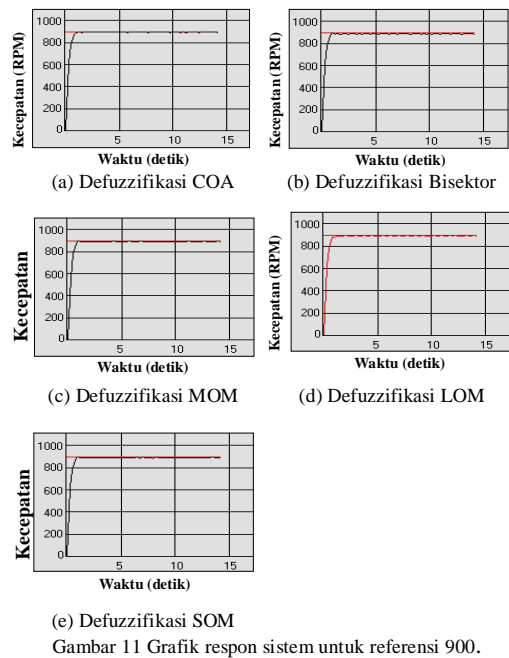 1000
800
600
400
200
0
5 10 15
Kecepatan (RPM)
Waktu (detik)
(a) Defuzzifikasi COA
1000
800
600
400
200
0
5 10 15
Kecepatan (RPM)
Waktu (detik)
(b) Defuzzifikasi Bisektor
1000
800
600
400
200
0
5 10 15
Kecepatan
Waktu (detik)
(c) Defuzzifikasi MOM
1000
800
600
400
200
0
5 10 15
Kecepatan (RPM)
Waktu (detik)
(d) Defuzzifikasi LOM
1000
800
600
400
200
0
5 10 15
Kecepatan
Waktu (detik)
(e) Defuzzifikasi SOM
Gambar 11 Grafik respon sistem untuk referensi 900.